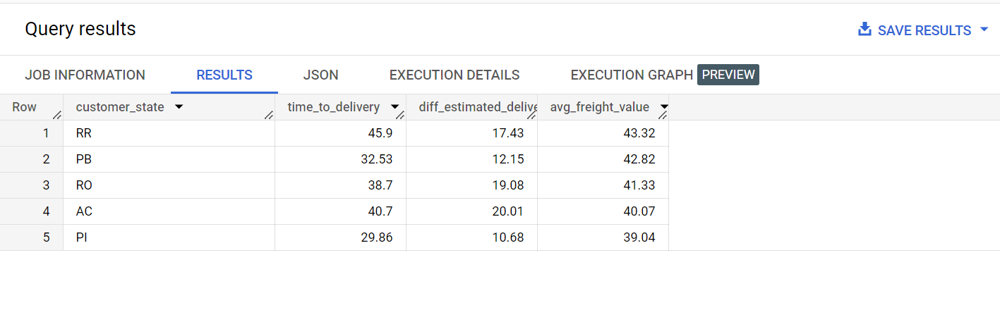 Query results
SAVE RESULTS
JOB INFORMATION RESULTS JSON EXECUTION DETAILS EXECUTION GRAPH PREVIEW
Row customer_state time_to_delivery diff_estimated_delive avg_freight_value
1 RR 45.9 17.43 43.32
2 PB 32.53 12.15 42.82
3 RO 38.7 19.08 41.33
4 AC 40.7 20.01 40.07
5 PI 29.86 10.68 39.04